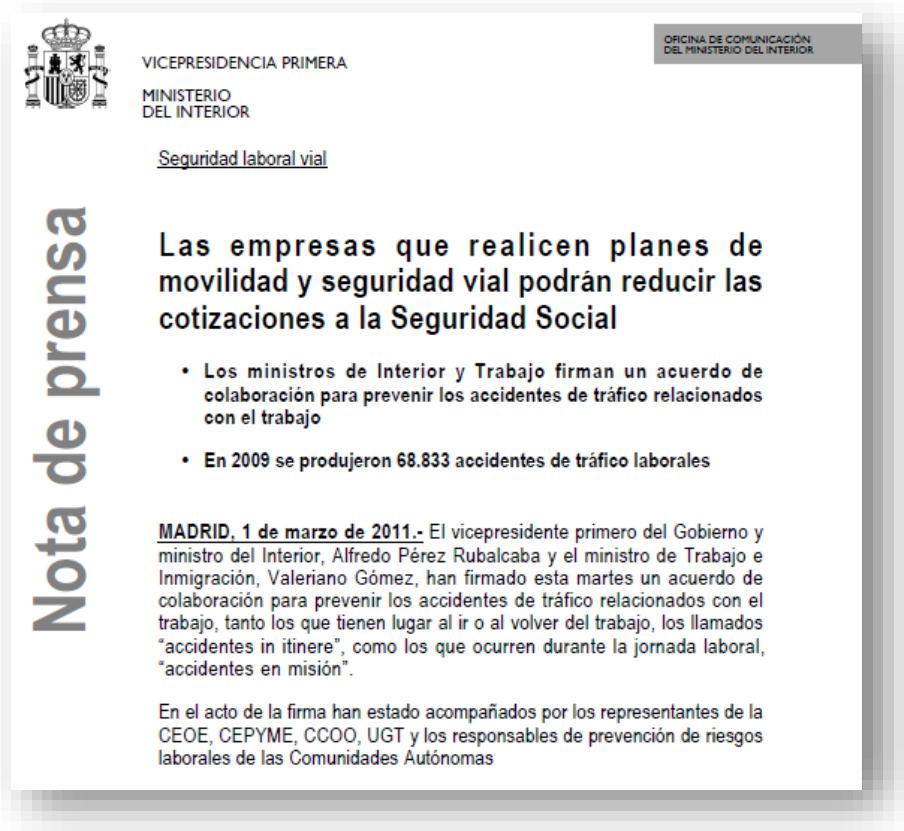 OFICINA DE COMUNICACIÓN
DEL MINISTERIO DEL INTERIOR
VICEPRESIDENCIA PRIMERA
MINISTERIO
DEL INTERIOR
Seguridad laboral vial
Nota de prensa
Las empresas que realicen planes de
movilidad y seguridad vial podrán reducir las
cotizaciones a la Seguridad Social
• Los ministros de Interior y Trabajo firman un acuerdo de
colaboración para prevenir los accidentes de tráfico relacionados
con el trabajo
• En 2009 se produjeron 68.833 accidentes de tráfico laborales
MADRID, 1 de marzo de 2011.- El vicepresidente primero del Gobierno y
ministro del Interior, Alfredo Pérez Rubalcaba y el ministro de Trabajo e
Inmigración, Valeriano Gómez, han firmado esta martes un acuerdo de
colaboración para prevenir los accidentes de tráfico relacionados con el
trabajo, tanto los que tienen lugar al ir o al volver del trabajo, los llamados
“accidentes in itinere”, como los que ocurren durante la jornada laboral,
“accidentes en misión”.
En el acto de la firma han estado acompañados por los representantes de la
CEOE, CEPYME, CCOO, UGT y los responsables de prevención de riesgos
laborales de las Comunidades Autónomas